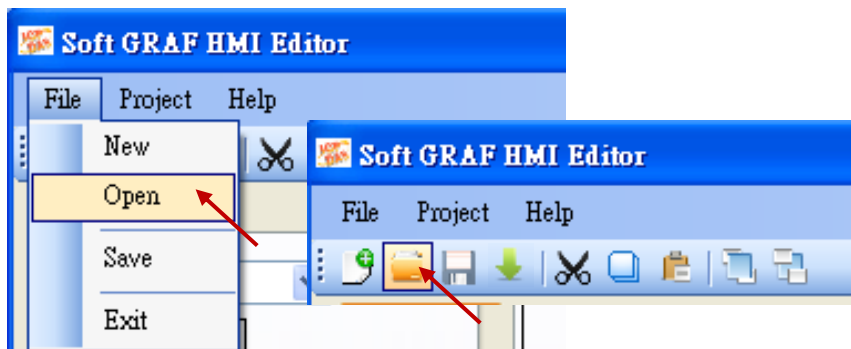 Soft GRAF HMI Editor
File Project Help
New
Open
Save
Exit
Soft GRAF HMI Editor
File Project Help